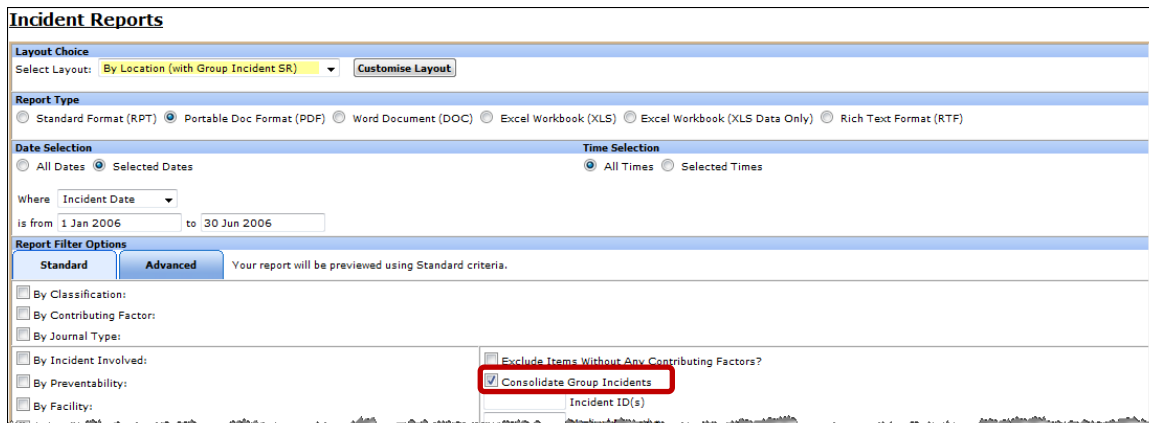 Incident Reports
Layout Choice
Select Layout: By Location (with Group Incident SR) Customise Layout
Report Type
Standard Format (RPT) Portable Doc Format (PDF) Word Document (DOC) Excel Workbook (XLS) Excel Workbook (XLS Data Only) Rich Text Format (RTF)
Date Selection Time Selection
All Dates Selected Dates All Times Selected Times
Where Incident Date
is from 1 Jan 2006 to 30 Jun 2006
Report Filter Options
Standard Advanced Your report will be previewed using Standard criteria.
By Classification:
By Contributing Factor:
By Journal Type:
By Incident Involved: Exclude Items Without Any Contributing Factors?
By Preventability: Consolidate Group Incidents
By Facility: Incident ID(s)